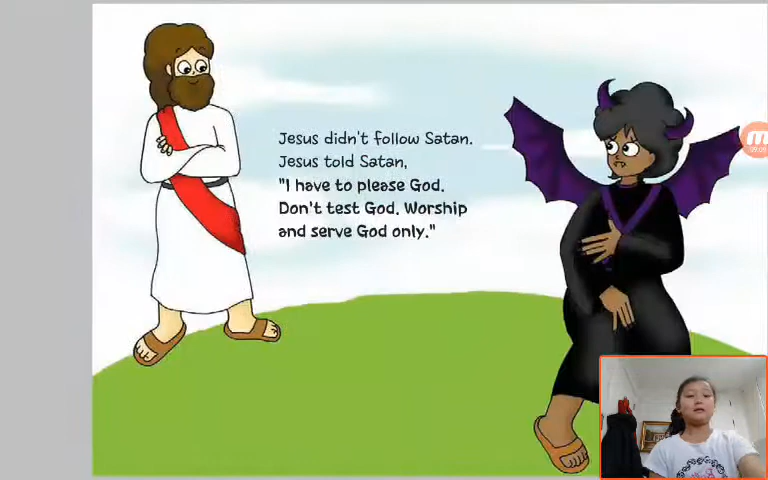 Jesus didn't follow Satan.
Jesus told Satan,
"I have to please God.
Don't test God. Worship
and serve God only."